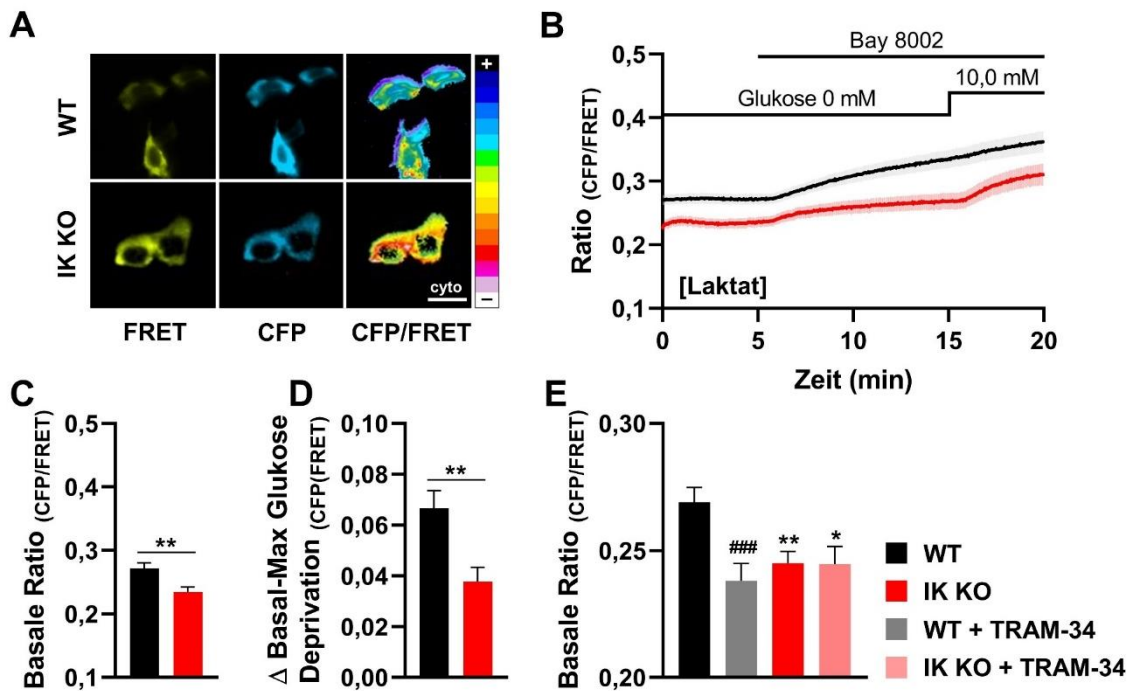 A
WT
IK KO
+
−
cyto
FRET CFP CFP/FRET
B
Bay 8002
10,0 mM
Glukose 0 mM
Ratio (CFP/FRET)
0,5
0,4
0,3
0,2
0,1
[Laktat]
0 5 10 15 20
Zeit (min)
C
Basale Ratio (CFP/FRET)
0,5
0,4
0,3
0,2
0,1
**
D
Δ Basal-Max Glukose
Deprivation (CFP(FRET)
0,10
0,08
0,06
0,04
0,02
0,00
**
E
Basale Ratio (CFP/FRET)
0,30
0,25
0,20
###
**
*
WT
IK KO
WT + TRAM-34
IK KO + TRAM-34